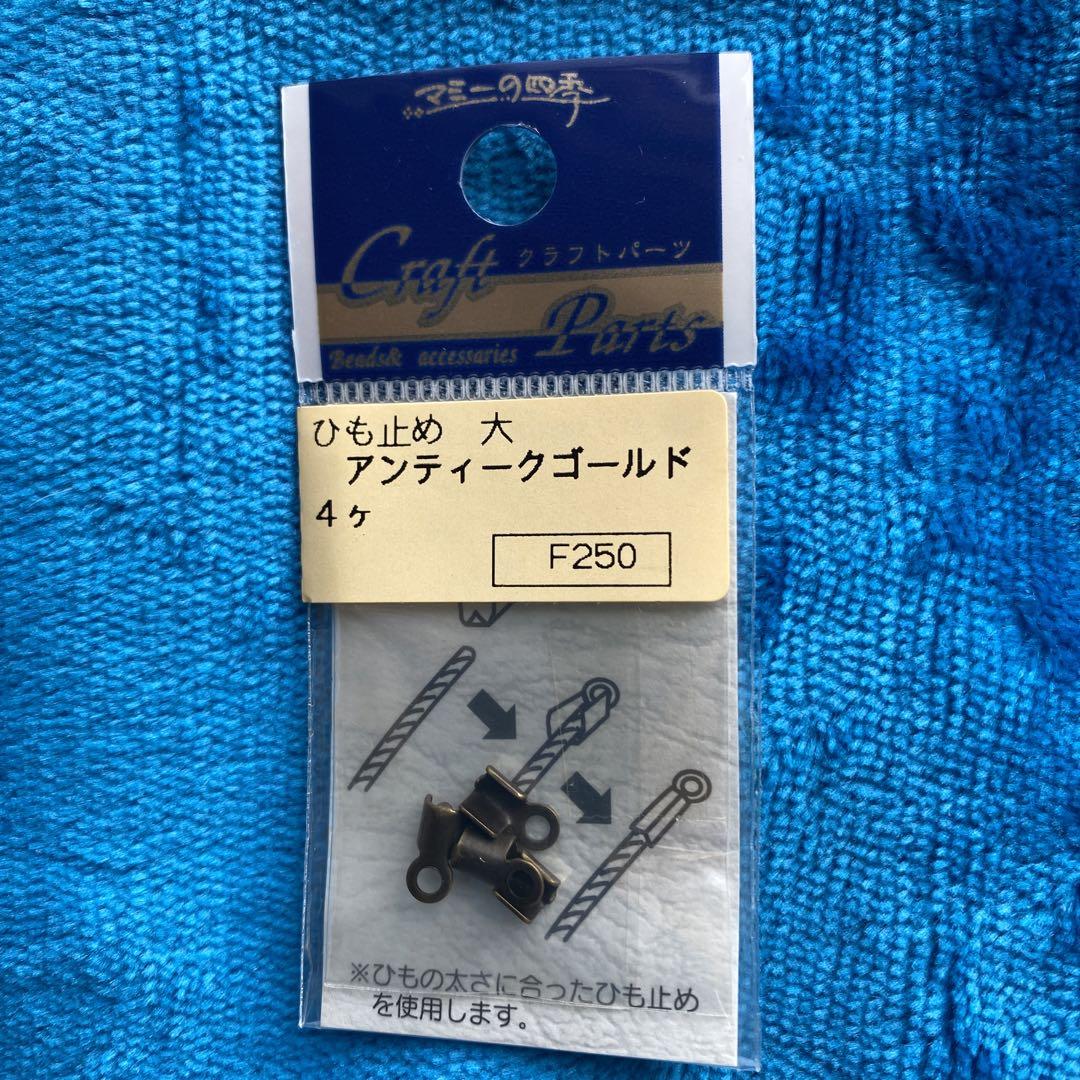 マミーの四季
Craft クラフトパーツ
Parts
Beads& accessaries
ひも止め 大
アンティークゴールド
4ヶ
F250
※ひもの太さに合ったひも止め
を使用します。